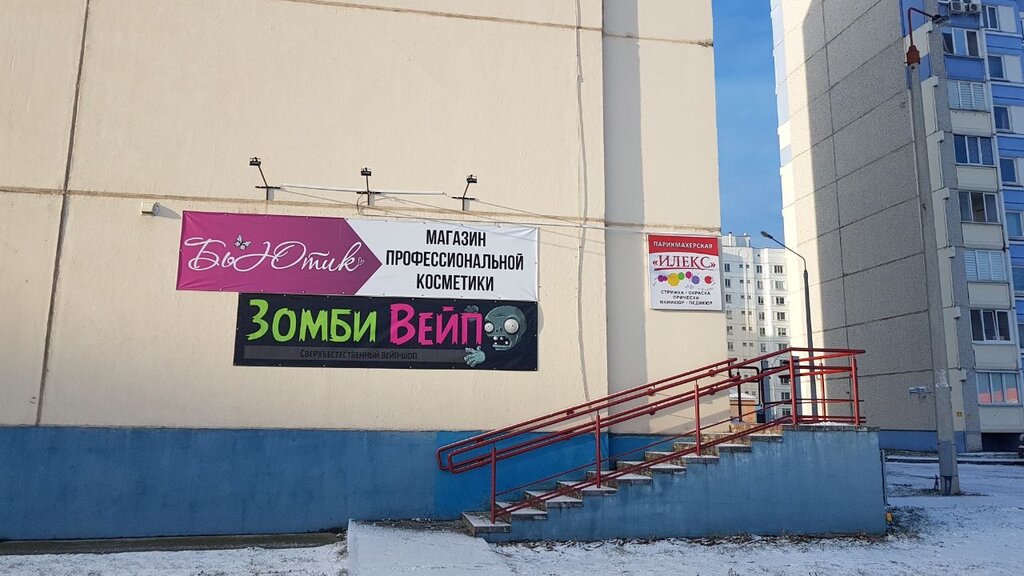 БьЮтик
МАГАЗИН
ПРОФЕССИОНАЛЬНОЙ
КОСМЕТИКИ
ЗОМБИ ВЕЙП
СВЕРХЪЕСТЕСТВЕННЫЙ ВЕЙП-ШОП
ПАРИКМАХЕРСКАЯ
«ИЛЕКС»
СТРИЖКА - ОКРАСКА
ПРИЧЕСКИ
МАНИКЮР - ПЕДИКЮР